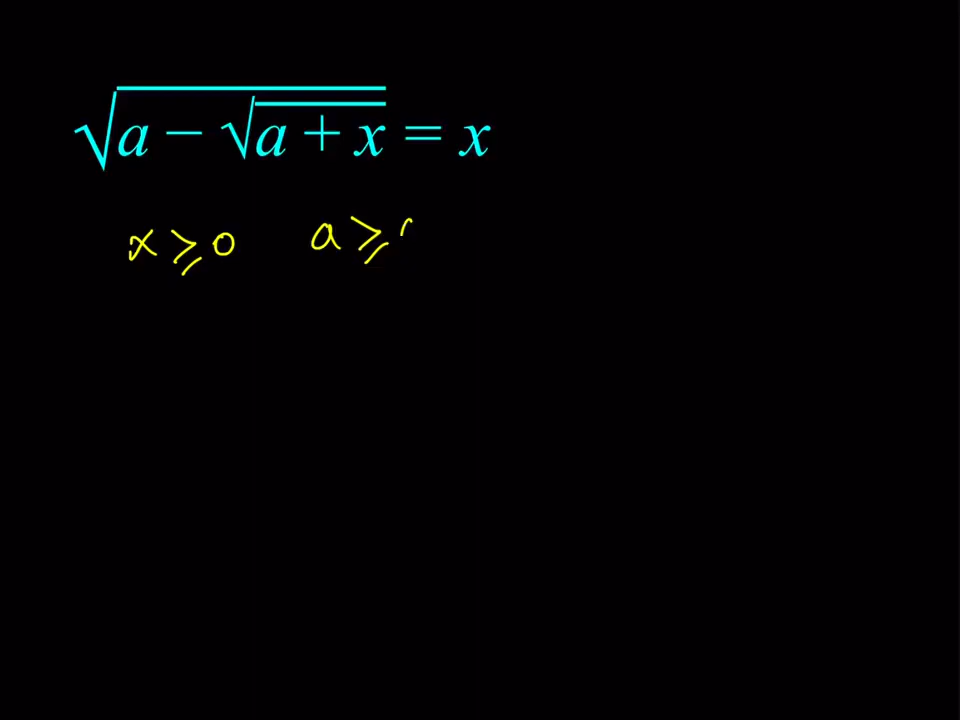 √(a − √(a + x)) = x
x ≥ 0 a ≥